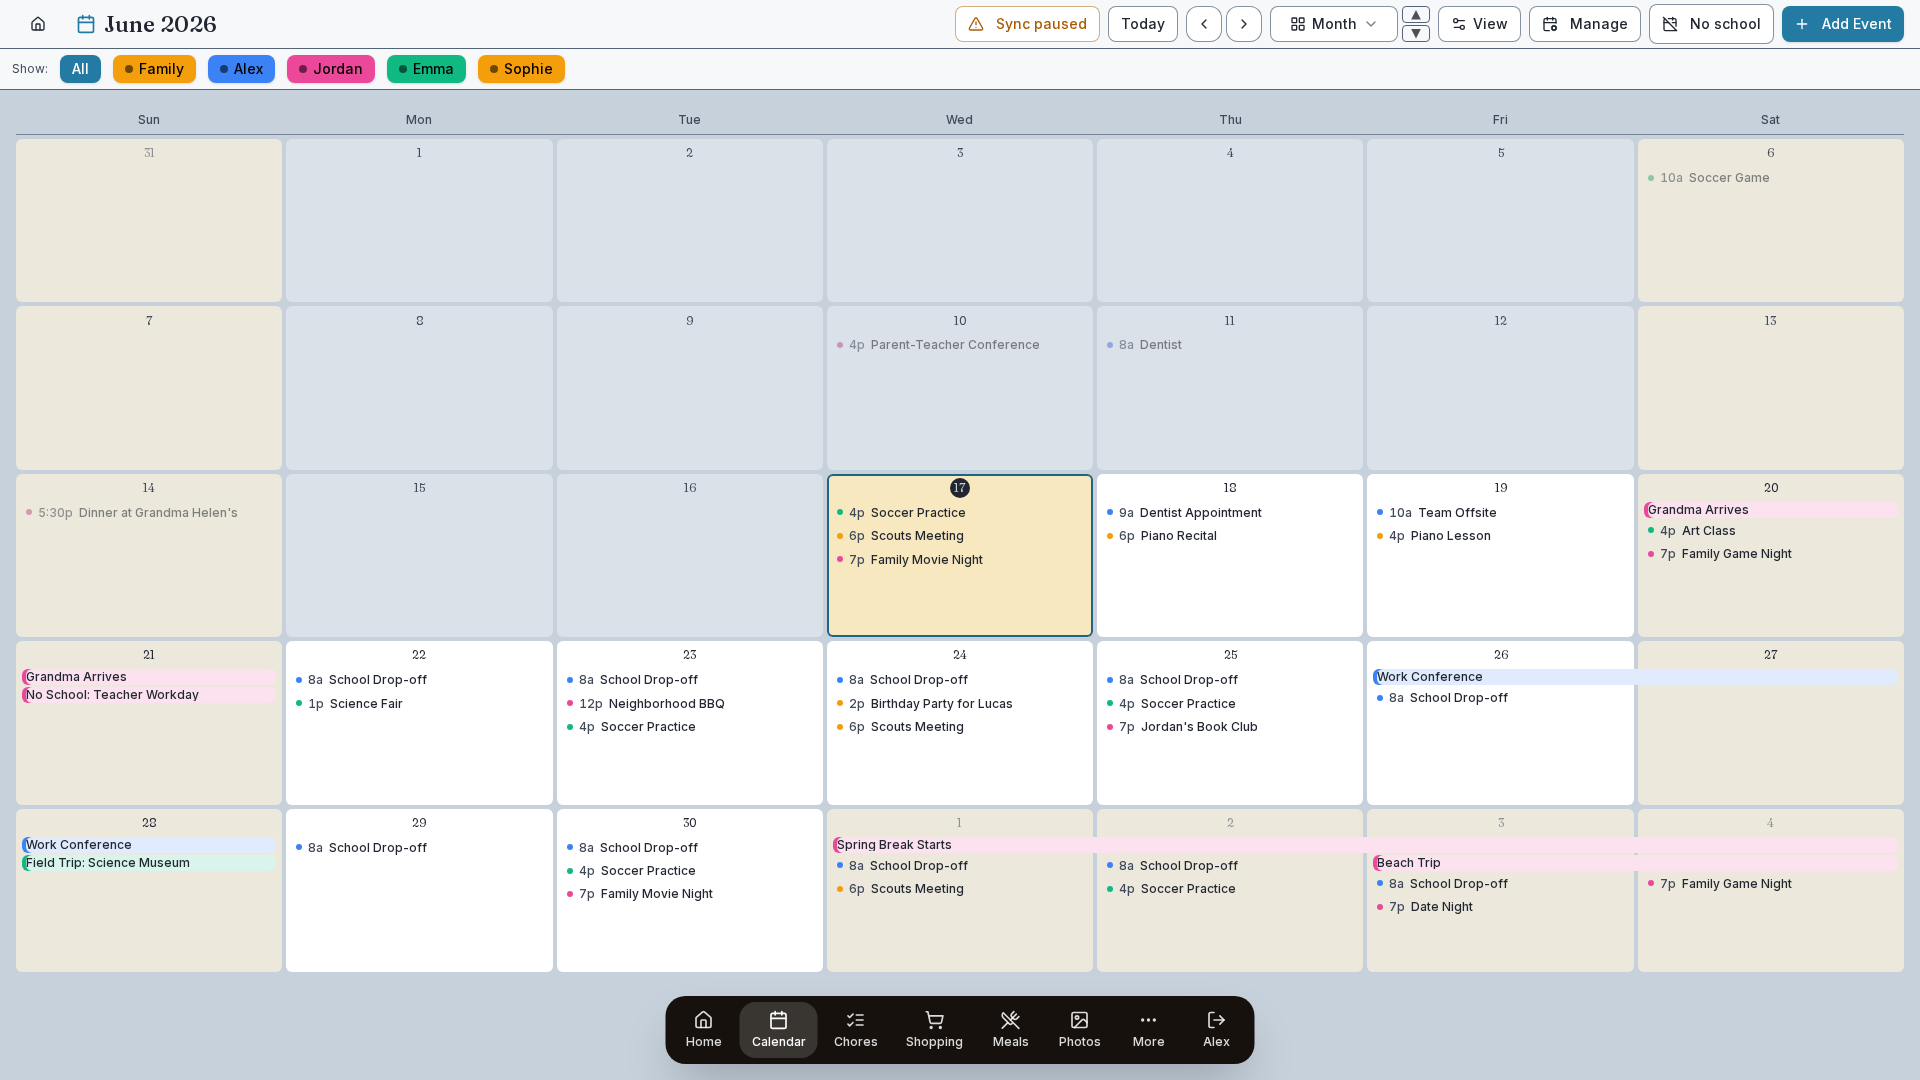 June 2026
Sync paused
Today
Month
View
Manage
No school
Add Event
Show:
All
Family
Alex
Jordan
Emma
Sophie
Sun Mon Tue Wed Thu Fri Sat
31
1
2
3
4
5
6
10a Soccer Game
7
8
9
10
4p Parent-Teacher Conference
11
8a Dentist
12
13
14
5:30p Dinner at Grandma Helen's
15
16
17
4p Soccer Practice
6p Scouts Meeting
7p Family Movie Night
18
9a Dentist Appointment
6p Piano Recital
19
10a Team Offsite
4p Piano Lesson
20
Grandma Arrives
4p Art Class
7p Family Game Night
21
Grandma Arrives
No School: Teacher Workday
22
8a School Drop-off
1p Science Fair
23
8a School Drop-off
12p Neighborhood BBQ
4p Soccer Practice
24
8a School Drop-off
2p Birthday Party for Lucas
6p Scouts Meeting
25
8a School Drop-off
4p Soccer Practice
7p Jordan's Book Club
26
Work Conference
8a School Drop-off
27
28
Work Conference
Field Trip: Science Museum
29
8a School Drop-off
30
8a School Drop-off
4p Soccer Practice
7p Family Movie Night
1
Spring Break Starts
8a School Drop-off
6p Scouts Meeting
2
8a School Drop-off
4p Soccer Practice
3
Beach Trip
8a School Drop-off
7p Date Night
4
7p Family Game Night
Home
Calendar
Chores
Shopping
Meals
Photos
More
Alex